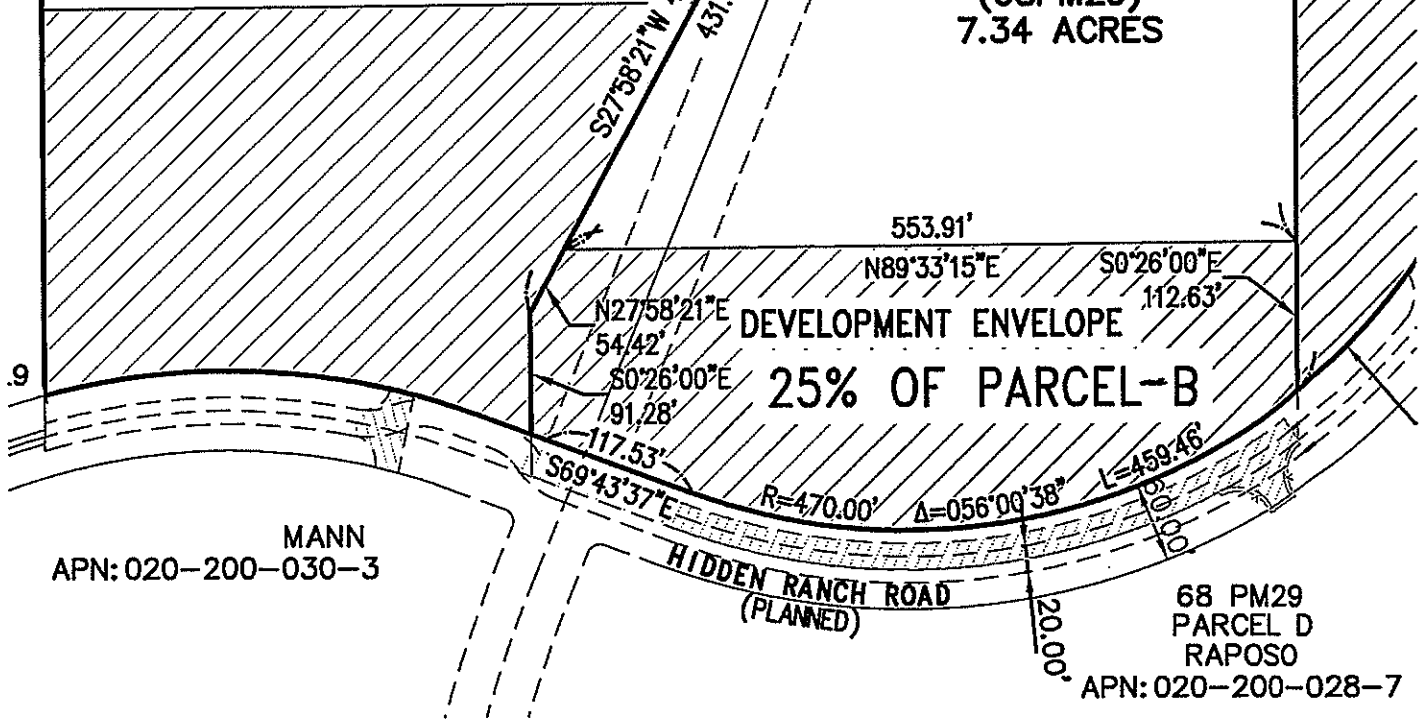 7.34 ACRES
S27°58'21"W
431.
553.91'
N89°33'15"E
S0°26'00"E
112.63'
N27°58'21"E
54.42'
DEVELOPMENT ENVELOPE
S0°26'00"E
91.28'
25% OF PARCEL-B
.9
117.53'
S69°43'37"E
R=470.00'
Δ=056°00'38"
L=459.46'
60.00'
MANN
APN: 020-200-030-3
HIDDEN RANCH ROAD
(PLANNED)
20.00'
68 PM29
PARCEL D
RAPOSO
APN: 020-200-028-7